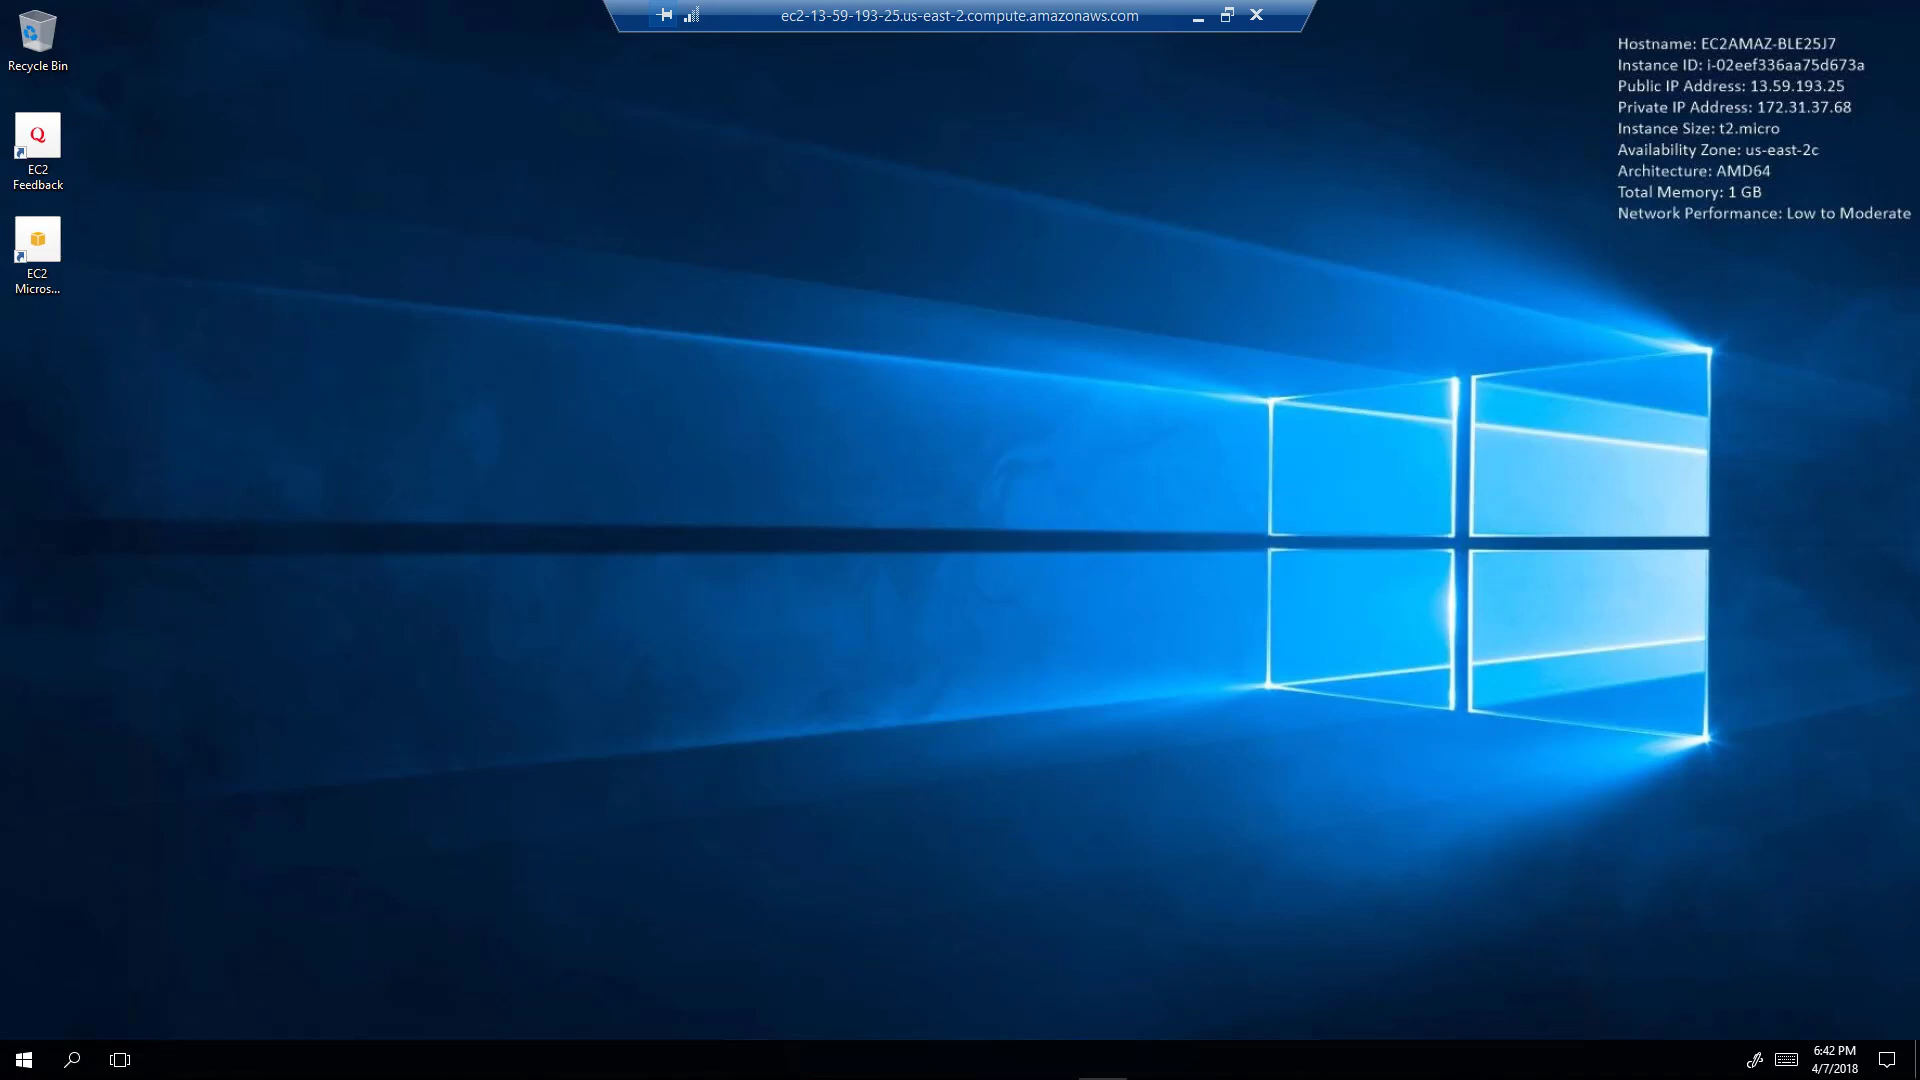 ec2-13-59-193-25.us-east-2.compute.amazonaws.com
Recycle Bin
Q
EC2
Feedback
EC2
Micros...
Hostname: EC2AMAZ-BLE25J7
Instance ID: i-02eef336aa75d673a
Public IP Address: 13.59.193.25
Private IP Address: 172.31.37.68
Instance Size: t2.micro
Availability Zone: us-east-2c
Architecture: AMD64
Total Memory: 1 GB
Network Performance: Low to Moderate
6:42 PM
4/7/2018